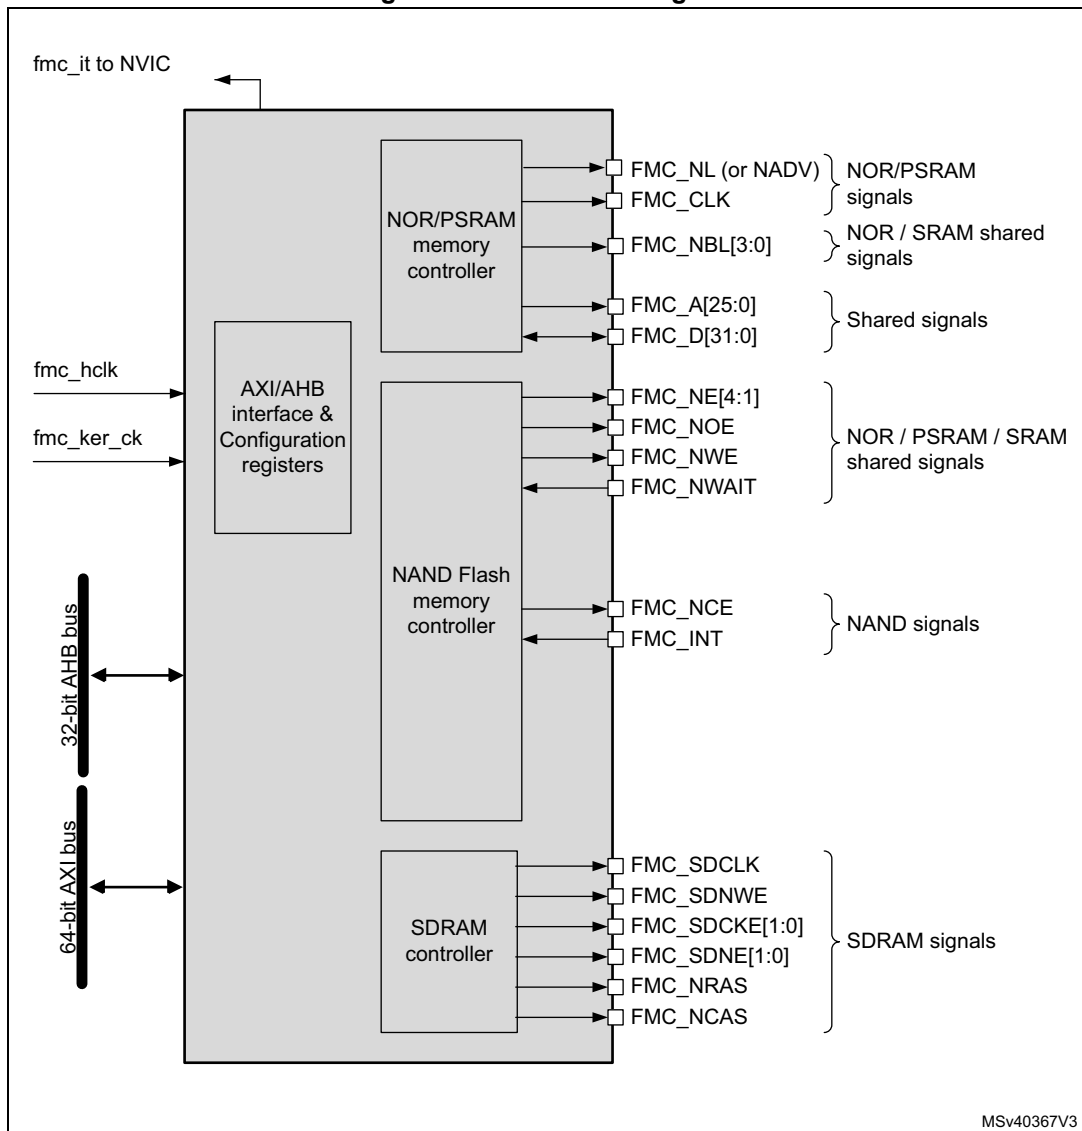 fmc_it to NVIC
NOR/PSRAM
memory
controller
FMC_NL (or NADV)
FMC_CLK
NOR/PSRAM
signals
FMC_NBL[3:0]
NOR / SRAM shared
signals
FMC_A[25:0]
FMC_D[31:0]
Shared signals
fmc_hclk
fmc_ker_ck
AXI/AHB
interface &
Configuration
registers
FMC_NE[4:1]
FMC_NOE
FMC_NWE
FMC_NWAIT
NOR / PSRAM / SRAM
shared signals
NAND Flash
memory
controller
FMC_NCE
FMC_INT
NAND signals
32-bit AHB bus
64-bit AXI bus
SDRAM
controller
FMC_SDCLK
FMC_SDNWE
FMC_SDCKE[1:0]
FMC_SDNE[1:0]
FMC_NRAS
FMC_NCAS
SDRAM signals
MSv40367V3